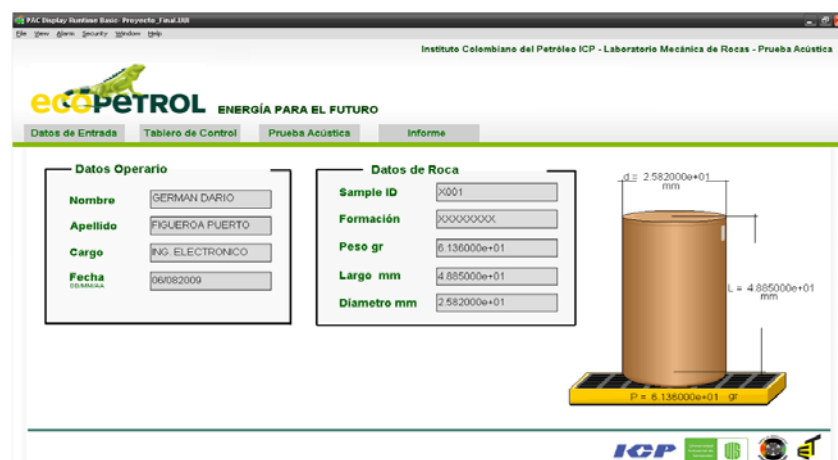 PAC Display Runtime Basic- Proyecto_Final.UUI
File View Alarm Security Window Help
Instituto Colombiano del Petróleo ICP - Laboratorio Mecánica de Rocas - Prueba Acústica
ecopetrol ENERGÍA PARA EL FUTURO
Datos de Entrada Tablero de Control Prueba Acústica Informe
Datos Operario
Nombre GERMAN DARIO
Apellido FIGUEROA PUERTO
Cargo ING. ELECTRONICO
Fecha 06/082009
DD/MM/AA
Datos de Roca
Sample ID X001
Formación XXXXXXXXX
Peso gr 6.136000e+01
Largo mm 4.885000e+01
Diametro mm 2.582000e+01
d = 2.582000e+01
mm
L = 4.885000e+01
mm
P = 6.136000e+01 gr
ICP